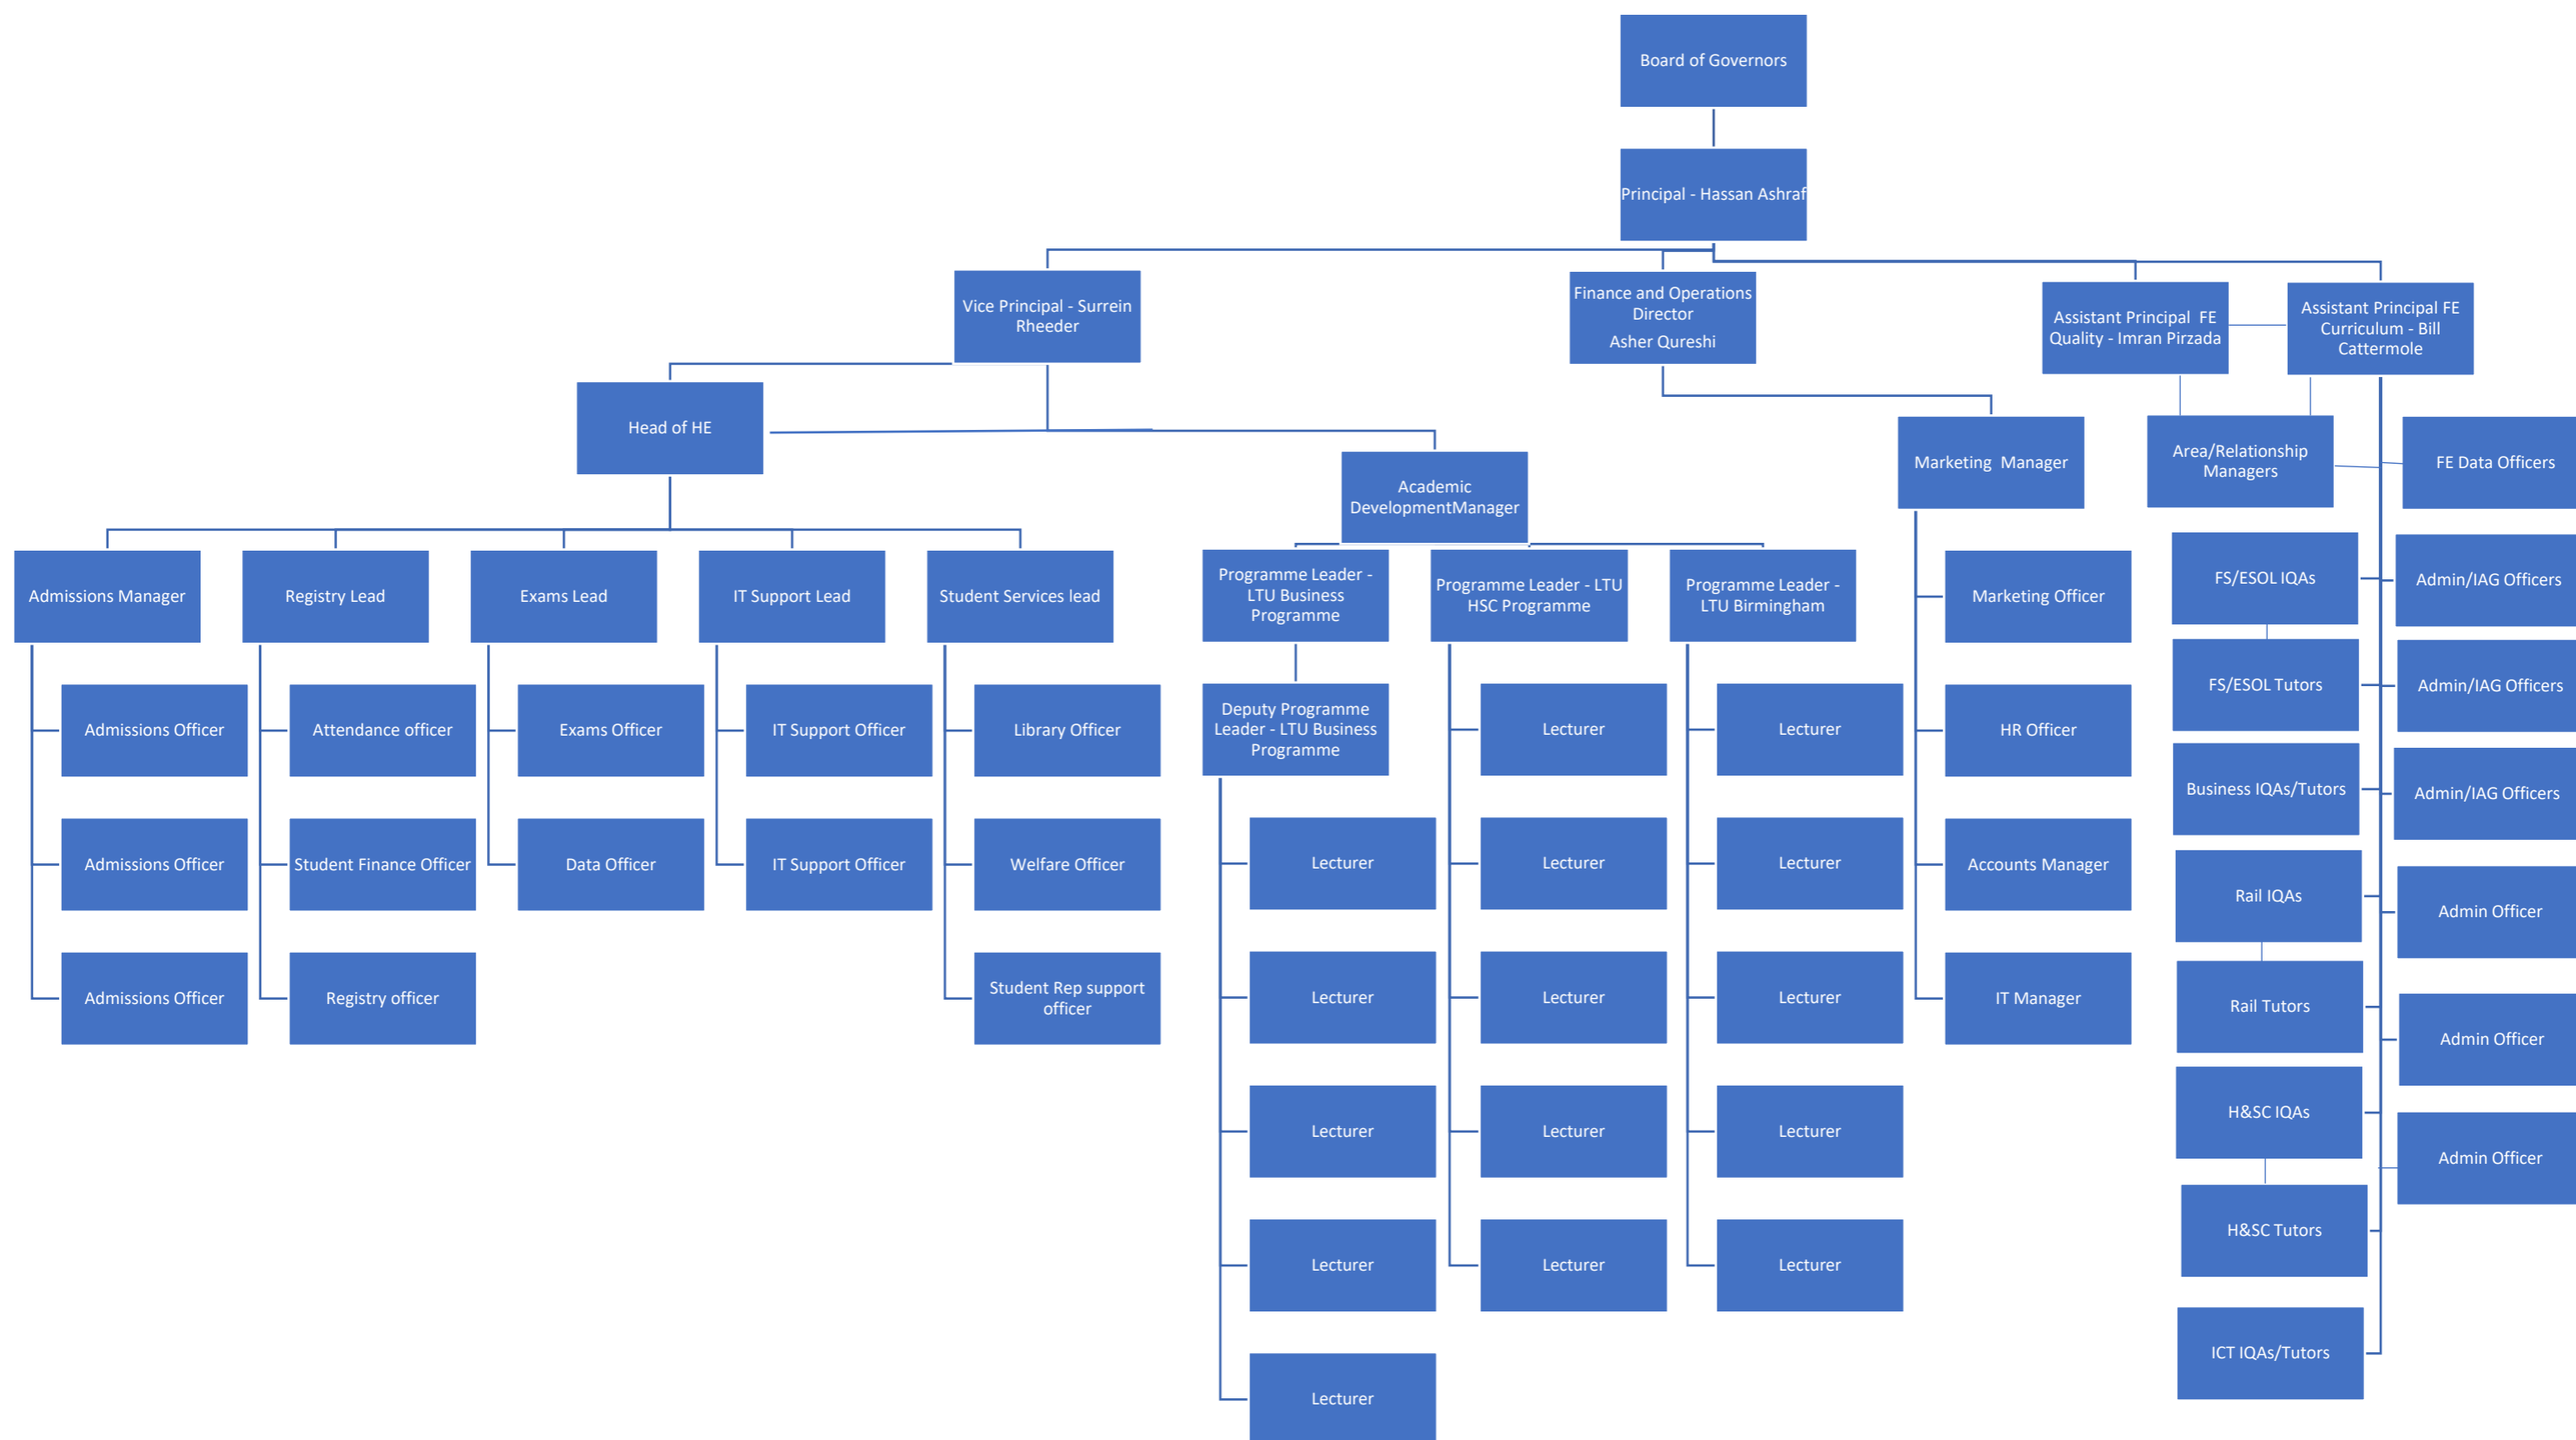 Board of Governors
Principal - Hassan Ashraf
Vice Principal - Surrein
Rheeder
Finance and Operations
Director
Asher Qureshi
Assistant Principal  FE
Quality - Imran Pirzada
Assistant Principal FE
Curriculum - Bill
Cattermole
Head of HE
Academic
DevelopmentManager
Marketing  Manager
Area/Relationship
Managers
FE Data Officers
Admissions Manager
Registry Lead
Exams Lead
IT Support Lead
Student Services lead
Programme Leader -
LTU Business
Programme
Programme Leader - LTU
HSC Programme
Programme Leader -
LTU Birmingham
Marketing Officer
FS/ESOL IQAs
Admin/IAG Officers
Admissions Officer
Attendance officer
Exams Officer
IT Support Officer
Library Officer
Deputy Programme
Leader - LTU Business
Programme
Lecturer
Lecturer
HR Officer
FS/ESOL Tutors
Admin/IAG Officers
Business IQAs/Tutors
Admin/IAG Officers
Admissions Officer
Student Finance Officer
Data Officer
IT Support Officer
Welfare Officer
Lecturer
Lecturer
Lecturer
Accounts Manager
Rail IQAs
Admin Officer
Admissions Officer
Registry officer
Student Rep support
officer
Lecturer
Lecturer
Lecturer
IT Manager
Rail Tutors
Admin Officer
Lecturer
Lecturer
Lecturer
H&SC IQAs
Admin Officer
Lecturer
Lecturer
Lecturer
H&SC Tutors
Lecturer
ICT IQAs/Tutors